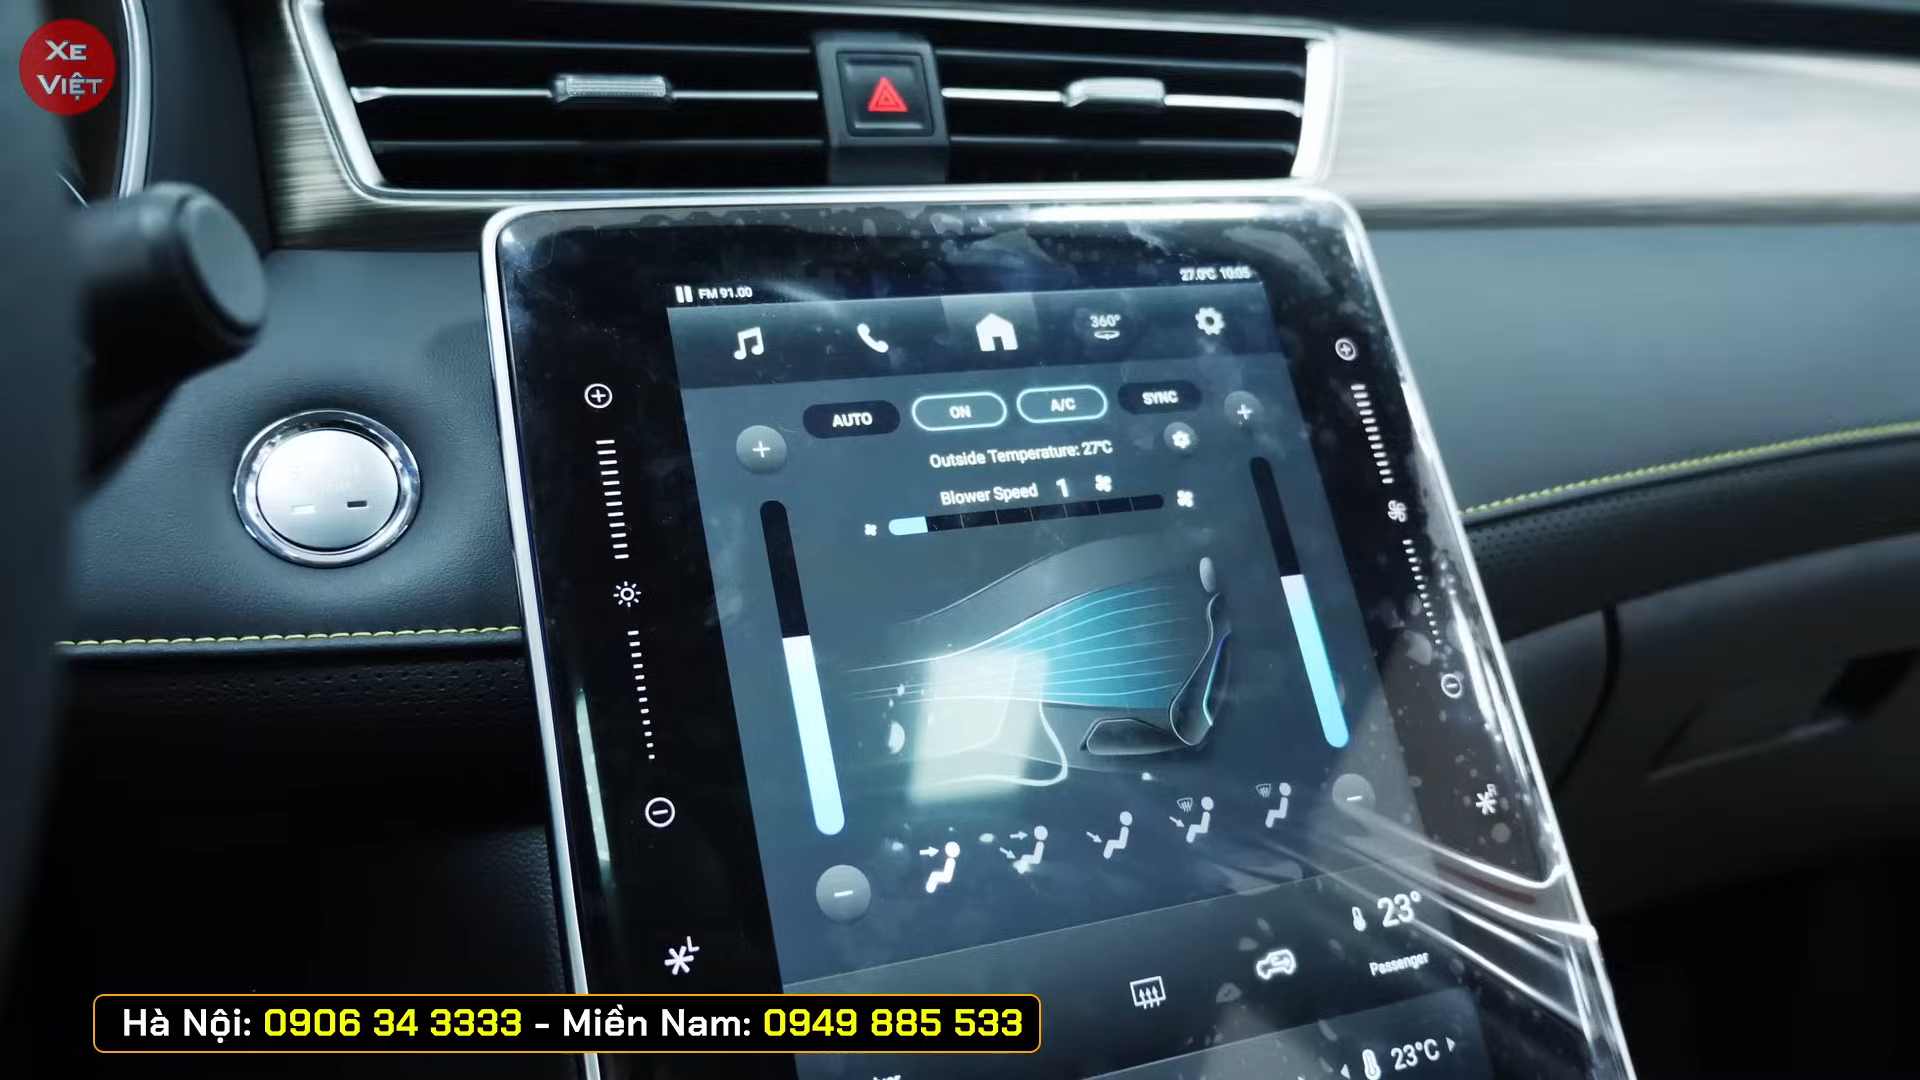 XE
VIỆT
FM 91.00
27.0°C 10:05
360°
AUTO
ON
A/C
SYNC
Outside Temperature: 27°C
Blower Speed 1
L
R
23°
Passenger
23°C
Hà Nội: 0906 34 3333 - Miền Nam: 0949 885 533